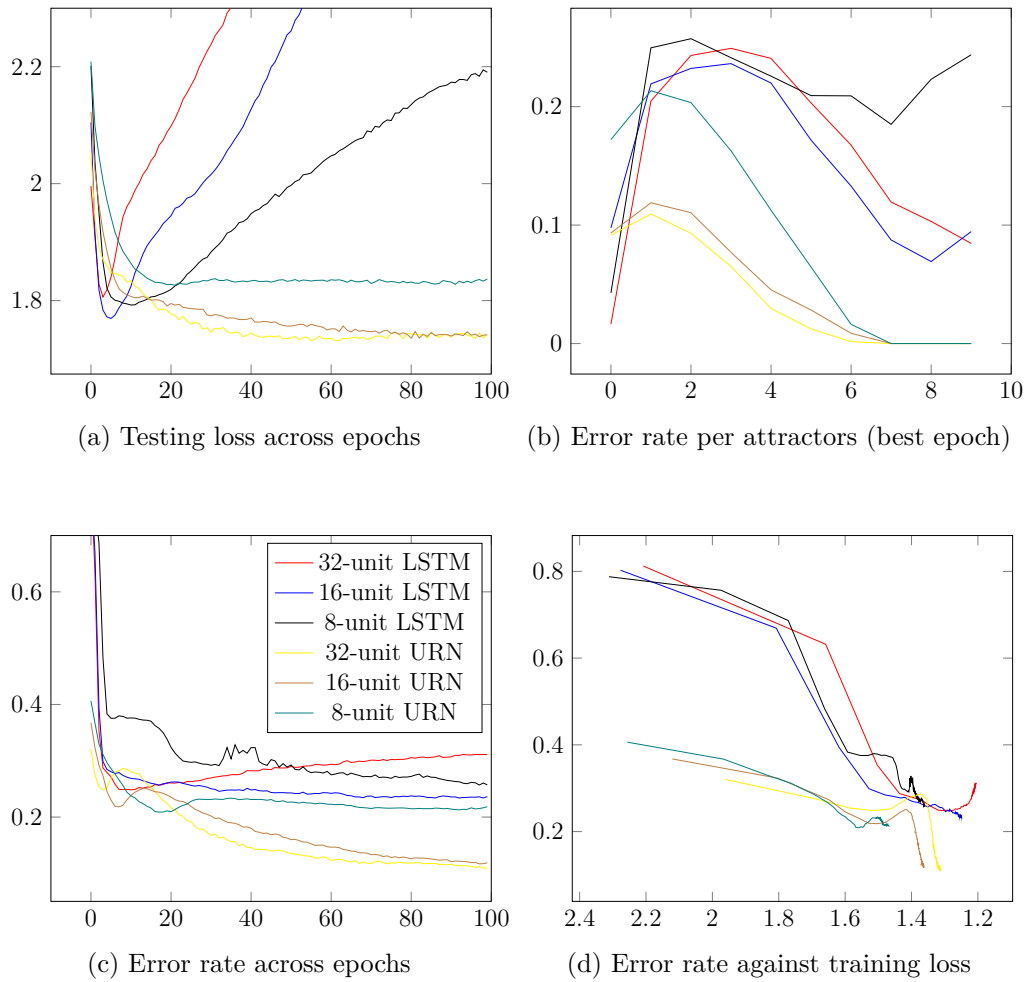 2.2
2
1.8
0 20 40 60 80 100
(a) Testing loss across epochs
0.2
0.1
0
0 2 4 6 8 10
(b) Error rate per attractors (best epoch)
0.6
0.4
0.2
0 20 40 60 80 100
32-unit LSTM
16-unit LSTM
8-unit LSTM
32-unit URN
16-unit URN
8-unit URN
(c) Error rate across epochs
0.8
0.6
0.4
0.2
2.4 2.2 2 1.8 1.6 1.4 1.2
(d) Error rate against training loss